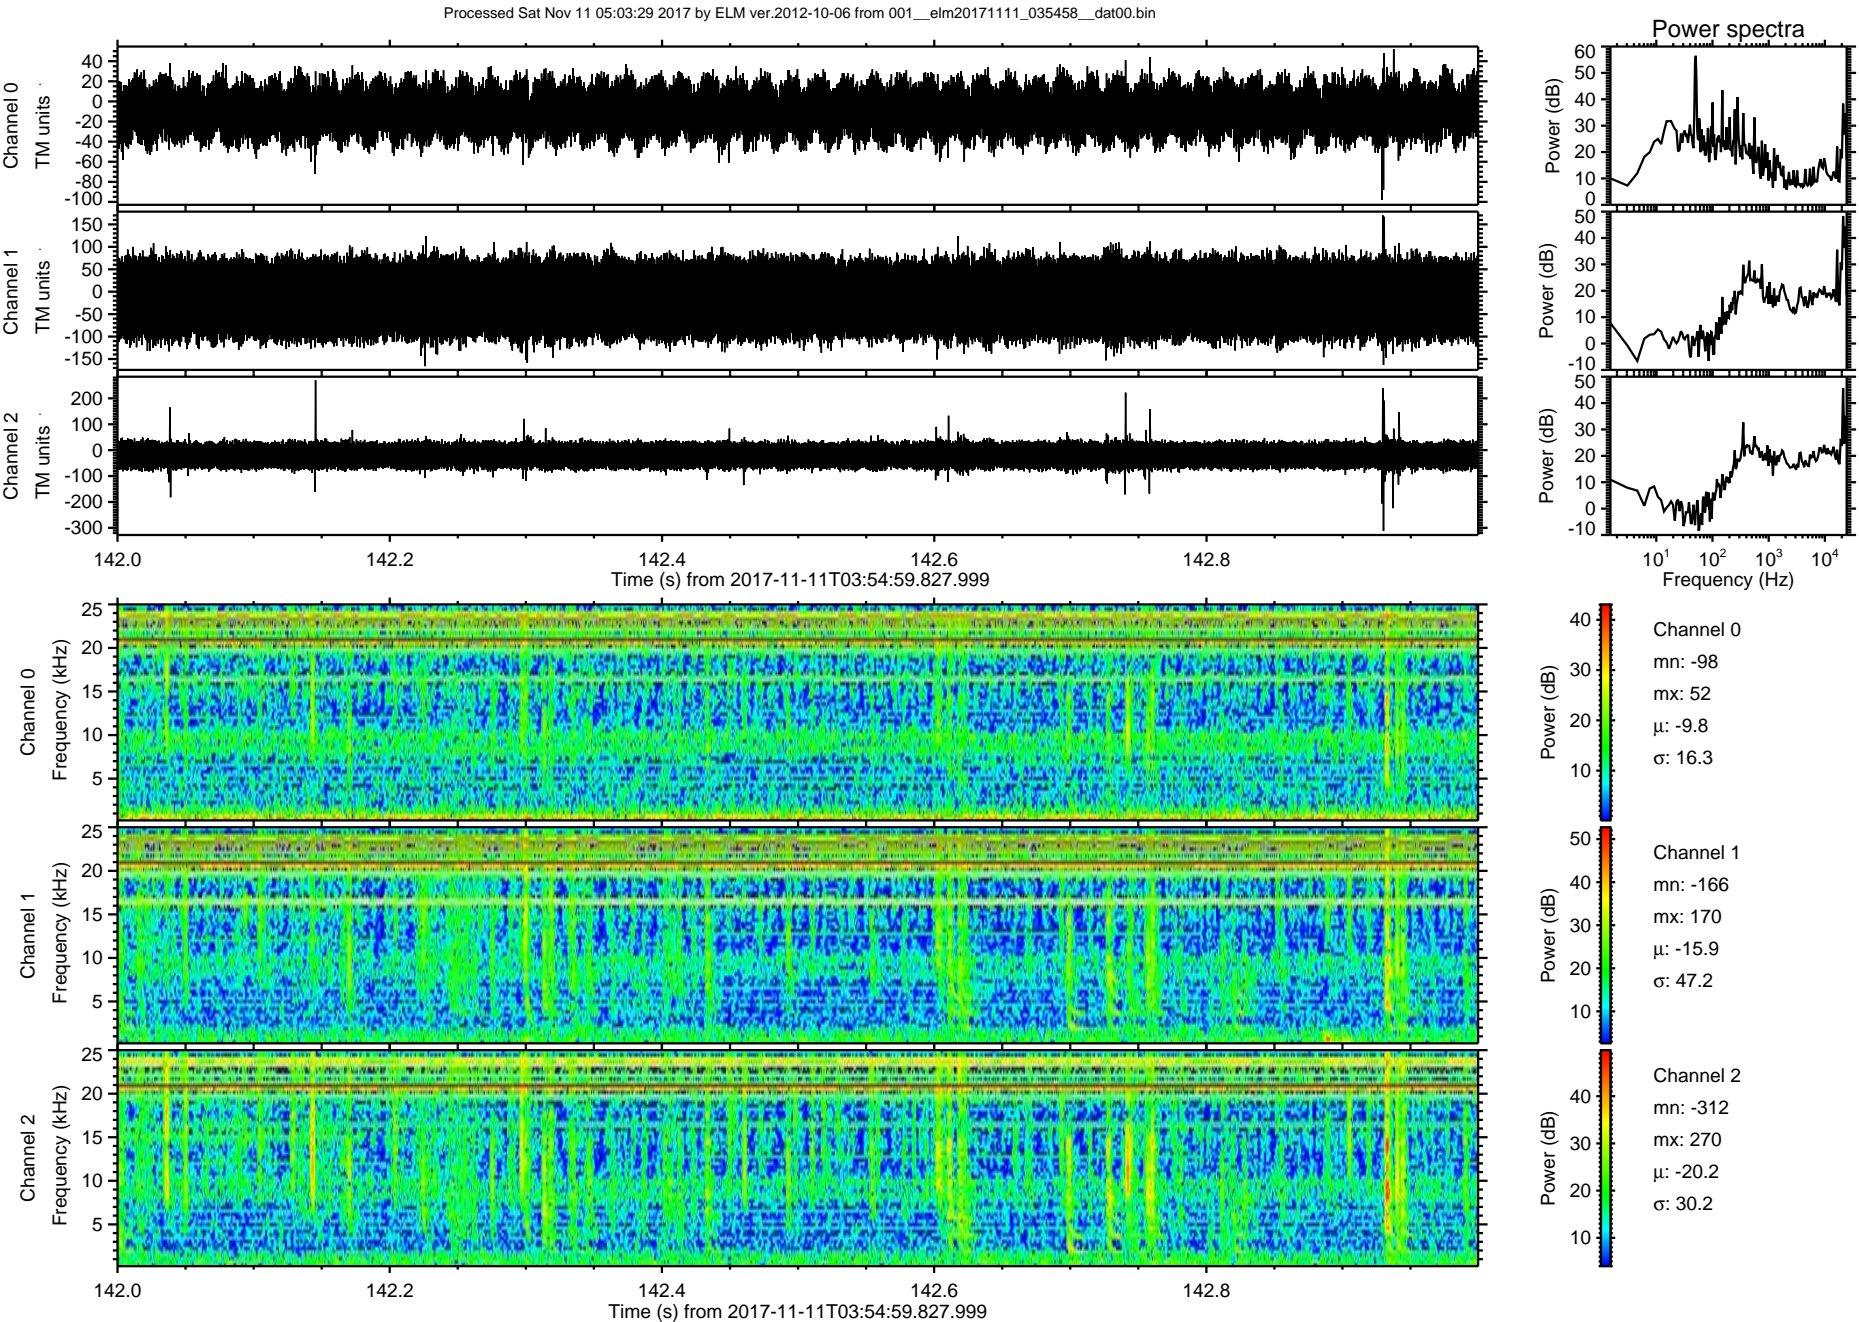 Processed Sat Nov 11 05:03:29 2017 by ELM ver.2012-10-06 from 001__elm20171111_035458__dat00.bin
Power spectra
Channel 0
TM units
40
20
0
-20
-40
-60
-80
-100
Power (dB)
60
50
40
30
20
10
0
Channel 1
TM units
150
100
50
0
-50
-100
-150
Power (dB)
50
40
30
20
10
0
-10
Channel 2
TM units
200
100
0
-100
-200
-300
Power (dB)
50
40
30
20
10
0
-10
142.0 142.2 142.4 142.6 142.8
Time (s) from 2017-11-11T03:54:59.827.999
10¹ 10² 10³ 10⁴
Frequency (Hz)
Channel 0
Frequency (kHz)
25
20
15
10
5
Power (dB)
40
30
20
10
Channel 0
mn: -98
mx: 52
μ: -9.8
σ: 16.3
Channel 1
Frequency (kHz)
25
20
15
10
5
Power (dB)
50
40
30
20
10
Channel 1
mn: -166
mx: 170
μ: -15.9
σ: 47.2
Channel 2
Frequency (kHz)
25
20
15
10
5
Power (dB)
40
30
20
10
Channel 2
mn: -312
mx: 270
μ: -20.2
σ: 30.2
142.0 142.2 142.4 142.6 142.8
Time (s) from 2017-11-11T03:54:59.827.999